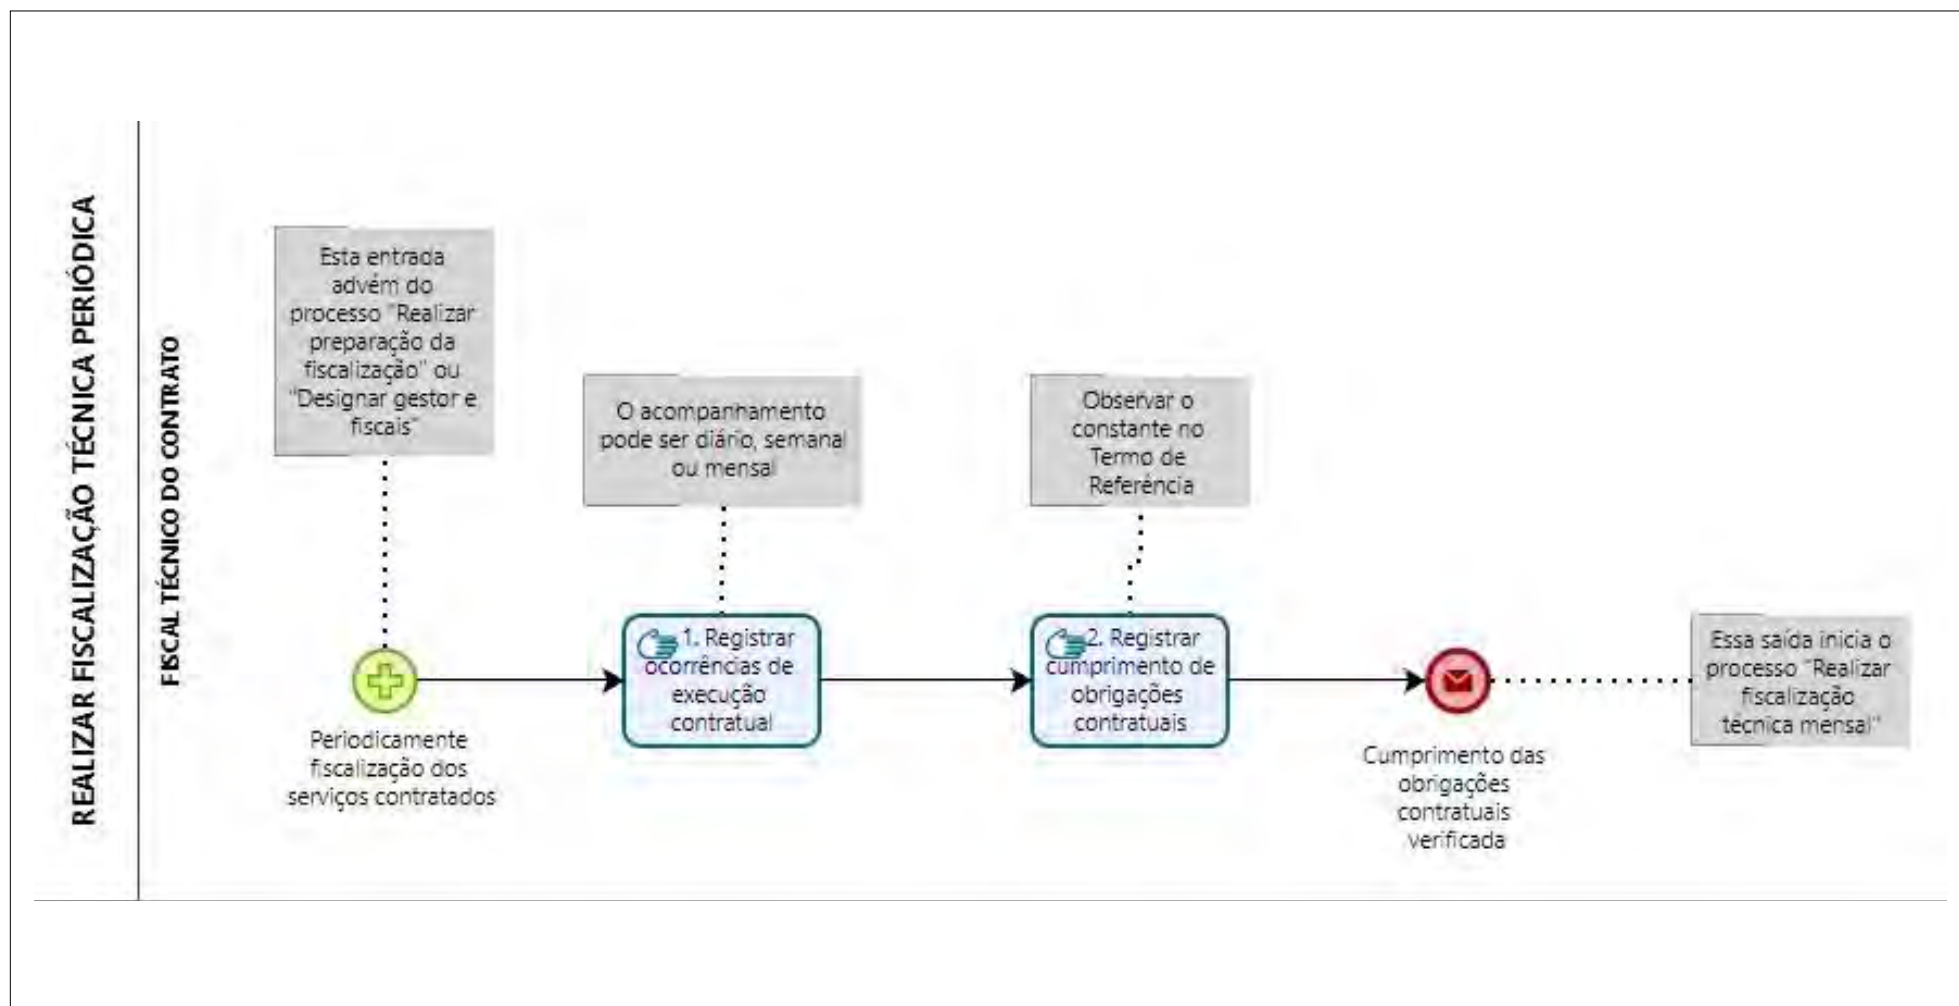 REALIZAR FISCALIZAÇÃO TÉCNICA PERIÓDICA
FISCAL TÉCNICO DO CONTRATO
Esta entrada
advém do
processo "Realizar
preparação da
fiscalização" ou
"Designar gestor e
fiscais"
O acompanhamento
pode ser diário, semanal
ou mensal
Observar o
constante no
Termo de
Referência
Periodicamente
fiscalização dos
serviços contratados
1. Registrar
ocorrências de
execução
contratual
2. Registrar
cumprimento de
obrigações
contratuais
Cumprimento das
obrigações
contratuais
verificada
Essa saída inicia o
processo "Realizar
fiscalização
técnica mensal"